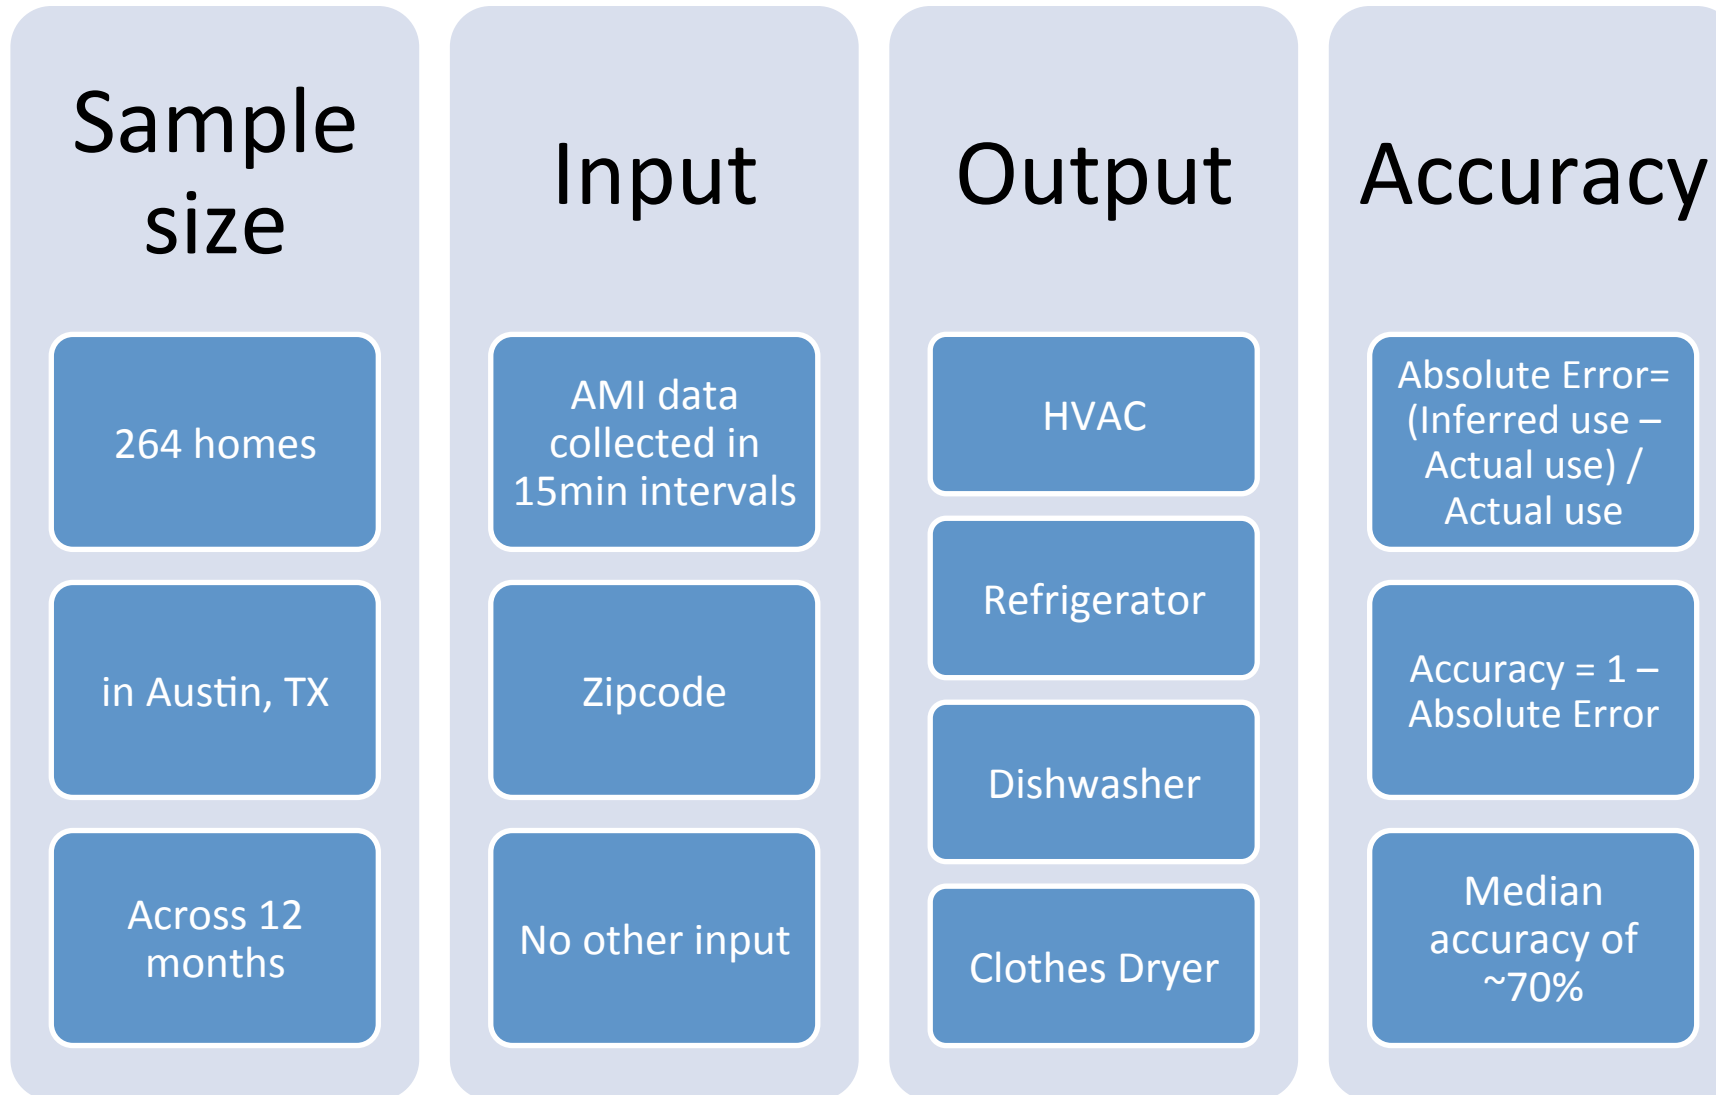 Sample
size
264 homes
in Austin, TX
Across 12
months
Input
AMI data
collected in
15min intervals
Zipcode
No other input
Output
HVAC
Refrigerator
Dishwasher
Clothes Dryer
Accuracy
Absolute Error=
(Inferred use –
Actual use) /
Actual use
Accuracy = 1 –
Absolute Error
Median
accuracy of
~70%